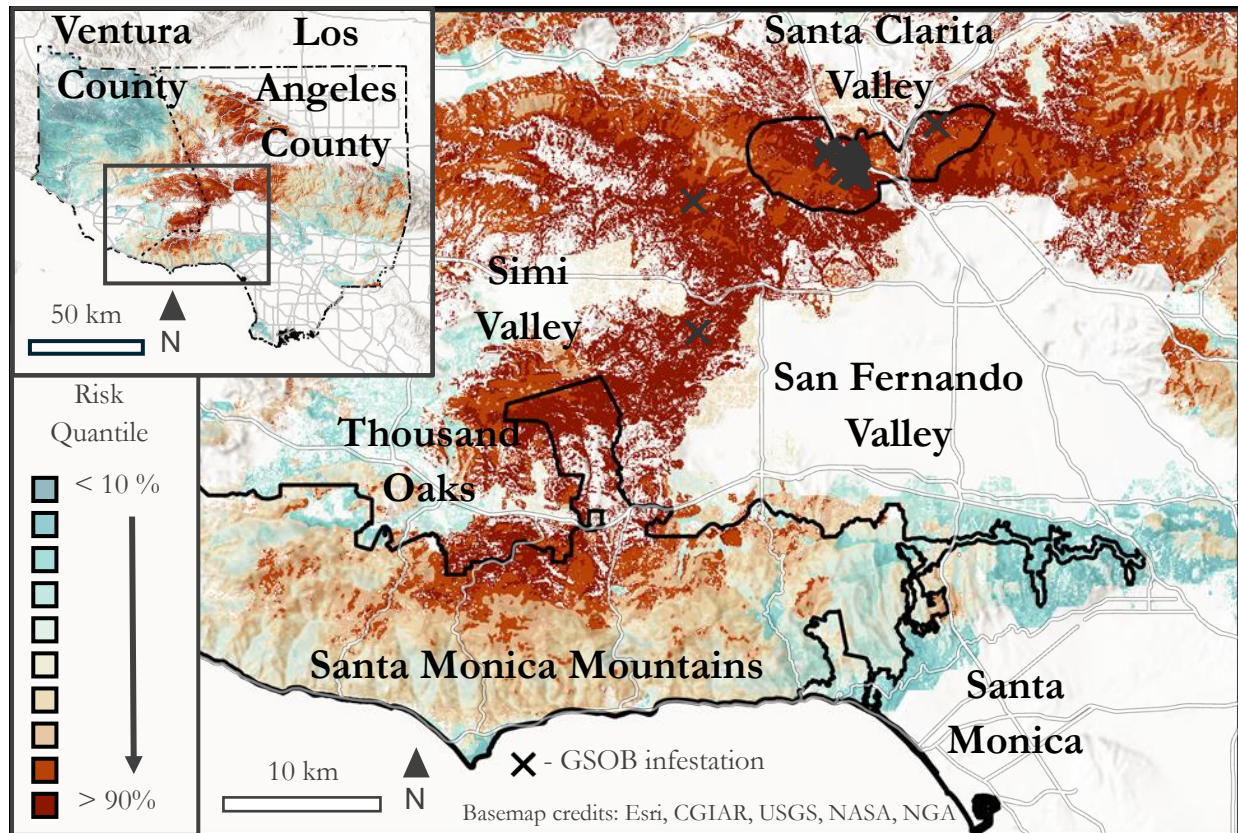 Ventura
County
Los
Angeles
County
50 km
N
Santa Clarita
Valley
Simi
Valley
San Fernando
Valley
Thousand
Oaks
Santa Monica Mountains
Santa
Monica
Risk
Quantile
< 10 %
> 90%
10 km
N
X - GSOB infestation
Basemap credits: Esri, CGIAR, USGS, NASA, NGA